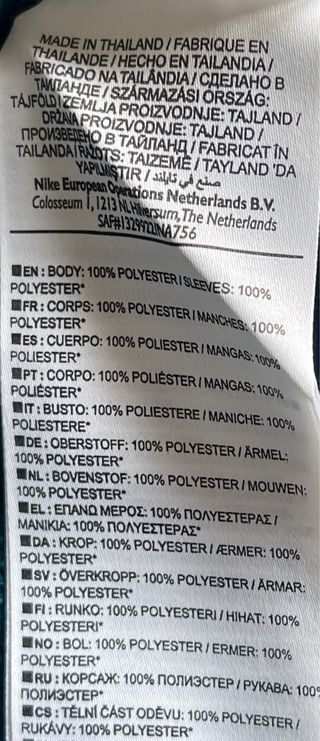 MADE IN THAILAND / FABRIQUE EN
THAILANDE / HECHO EN TAILANDIA /
FABRICADO NA TAILÂNDIA / СДЕЛАНО В
ТАИЛАНДЕ / SZÁRMAZÁSI ORSZÁG:
TÁJFÖLD / ZEMLJA PROIZVODNJE: TAJLAND /
DRŽAVA PROIZVODNJE: TAJLAND /
ПРОИЗВЕДЕНО В ТАЙЛАНД / FABRICAT ÎN
TAILANDA / RAŽOTS: TAIZEMĒ / TAYLAND 'DA
YAPILMIŞTIR / صنع في تايلند
Nike European Operations Netherlands B.V.
Colosseum 1, 1213 NL Hilversum, The Netherlands
SAF#1329922INA756
EN : BODY: 100% POLYESTER / SLEEVES: 100%
POLYESTER*
FR : CORPS: 100% POLYESTER / MANCHES: 100%
POLYESTER*
ES : CUERPO: 100% POLIESTER / MANGAS: 100%
POLIESTER*
PT : CORPO: 100% POLIÉSTER / MANGAS: 100%
POLIÉSTER*
IT : BUSTO: 100% POLIESTERE / MANICHE: 100%
POLIESTERE*
DE : OBERSTOFF: 100% POLYESTER / ÄRMEL:
100% POLYESTER*
NL : BOVENSTOF: 100% POLYESTER / MOUWEN:
100% POLYESTER*
EL : ΕΠΑΝΩ ΜΕΡΟΣ: 100% ΠΟΛΥΕΣΤΕΡΑΣ /
ΜΑΝΙΚΙΑ: 100% ΠΟΛΥΕΣΤΕΡΑΣ*
DA : KROP: 100% POLYESTER / ÆRMER: 100%
POLYESTER*
SV : ÖVERKROPP: 100% POLYESTER / ÄRMAR:
100% POLYESTER*
FI : RUNKO: 100% POLYESTERI / HIHAT: 100%
POLYESTERI*
NO : BOL: 100% POLYESTER / ERMER: 100%
POLYESTER*
RU : КОРСАЖ: 100% ПОЛИЭСТЕР / РУКАВА: 100%
ПОЛИЭСТЕР*
CS : TĚLNÍ ČÁST ODĚVU: 100% POLYESTER /
RUKÁVY: 100% POLYESTER*